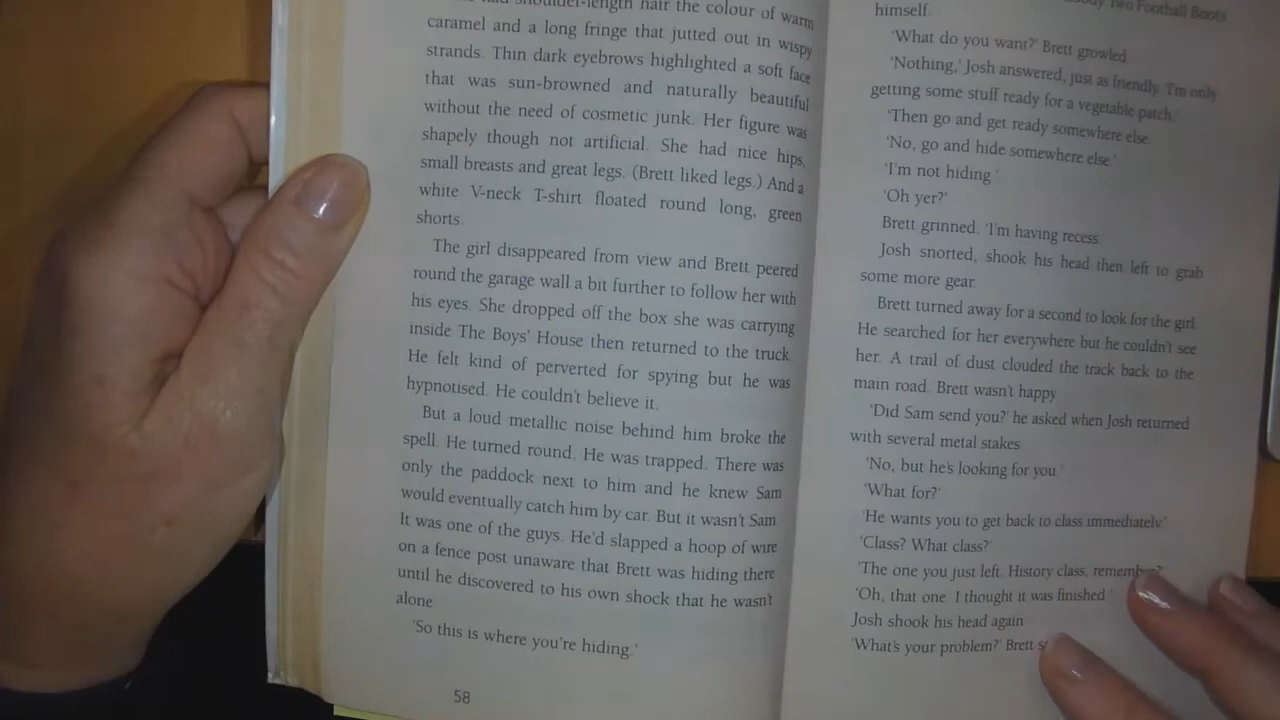 had shoulder-length hair the colour of warm
caramel and a long fringe that jutted out in wispy
strands. Thin dark eyebrows highlighted a soft face
that was sun-browned and naturally beautiful
without the need of cosmetic junk. Her figure was
shapely though not artificial. She had nice hips,
small breasts and great legs. (Brett liked legs.) And a
white V-neck T-shirt floated round long, green
shorts.
The girl disappeared from view and Brett peered
round the garage wall a bit further to follow her with
his eyes. She dropped off the box she was carrying
inside The Boys' House then returned to the truck.
He felt kind of perverted for spying but he was
hypnotised. He couldn't believe it.
But a loud metallic noise behind him broke the
spell. He turned round. He was trapped. There was
only the paddock next to him and he knew Sam
would eventually catch him by car. But it wasn't Sam.
It was one of the guys. He'd slapped a hoop of wire
on a fence post unaware that Brett was hiding there
until he discovered to his own shock that he wasn't
alone
'So this is where you're hiding.'
58
Two Football Boots
himself.
'What do you want?' Brett growled.
'Nothing,' Josh answered, just as friendly. 'I'm only
getting some stuff ready for a vegetable patch.'
'Then go and get ready somewhere else.
'No, go and hide somewhere else.'
'I'm not hiding.'
'Oh yer?'
Brett grinned. 'I'm having recess.
Josh snorted, shook his head then left to grab
some more gear.
Brett turned away for a second to look for the girl.
He searched for her everywhere but he couldn't see
her. A trail of dust clouded the track back to the
main road. Brett wasn't happy
'Did Sam send you?' he asked when Josh returned
with several metal stakes
'No, but he's looking for you.'
'What for?'
'He wants you to get back to class immediately.'
'Class? What class?'
'The one you just left. History class, remember?'
'Oh, that one. I thought it was finished.'
Josh shook his head again
'What's your problem?' Brett